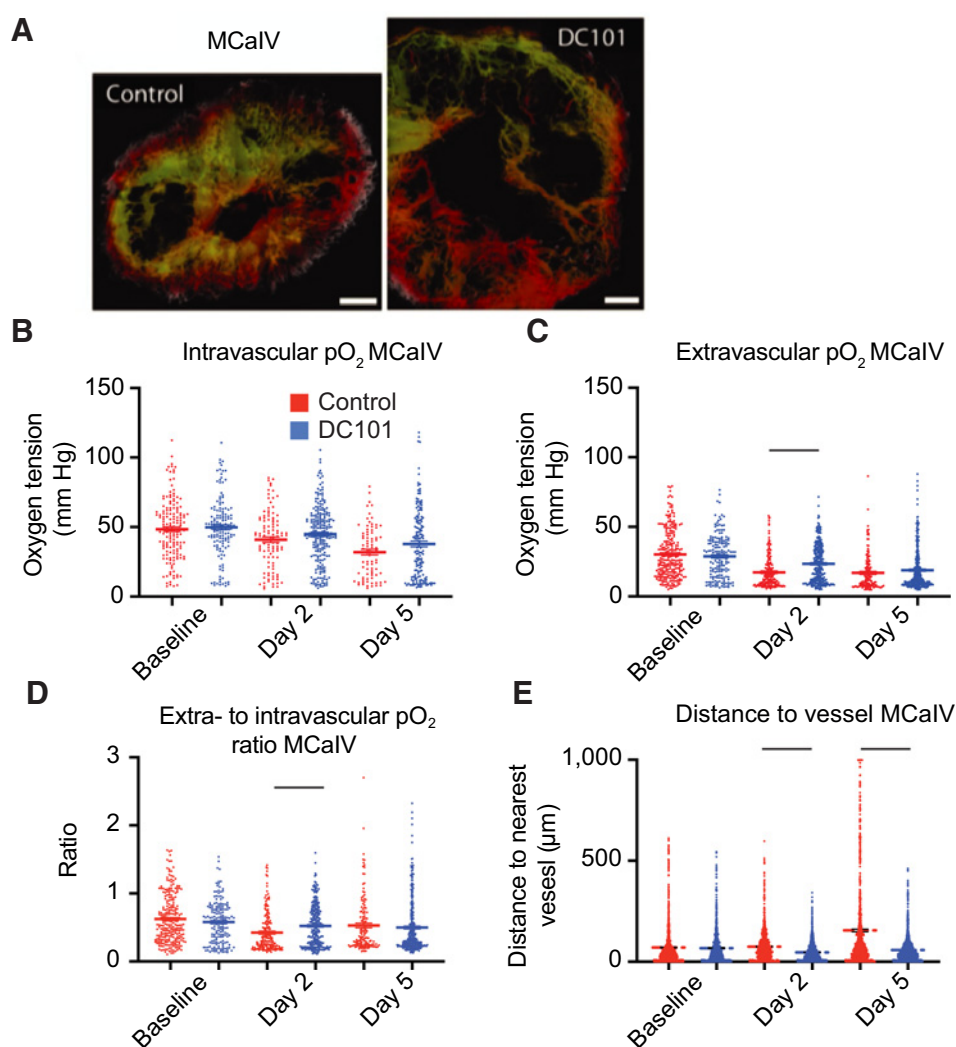 A
MCaIV
Control
DC101
B
Intravascular pO2 MCaIV
Oxygen tension
(mm Hg)
150
100
50
0
Control
DC101
Baseline
Day 2
Day 5
C
Extravascular pO2 MCaIV
Oxygen tension
(mm Hg)
150
100
50
0
Baseline
Day 2
Day 5
D
Extra- to intravascular pO2
ratio MCaIV
Ratio
3
2
1
0
Baseline
Day 2
Day 5
E
Distance to vessel MCaIV
Distance to nearest
vesesl (µm)
1,000
500
0
Baseline
Day 2
Day 5